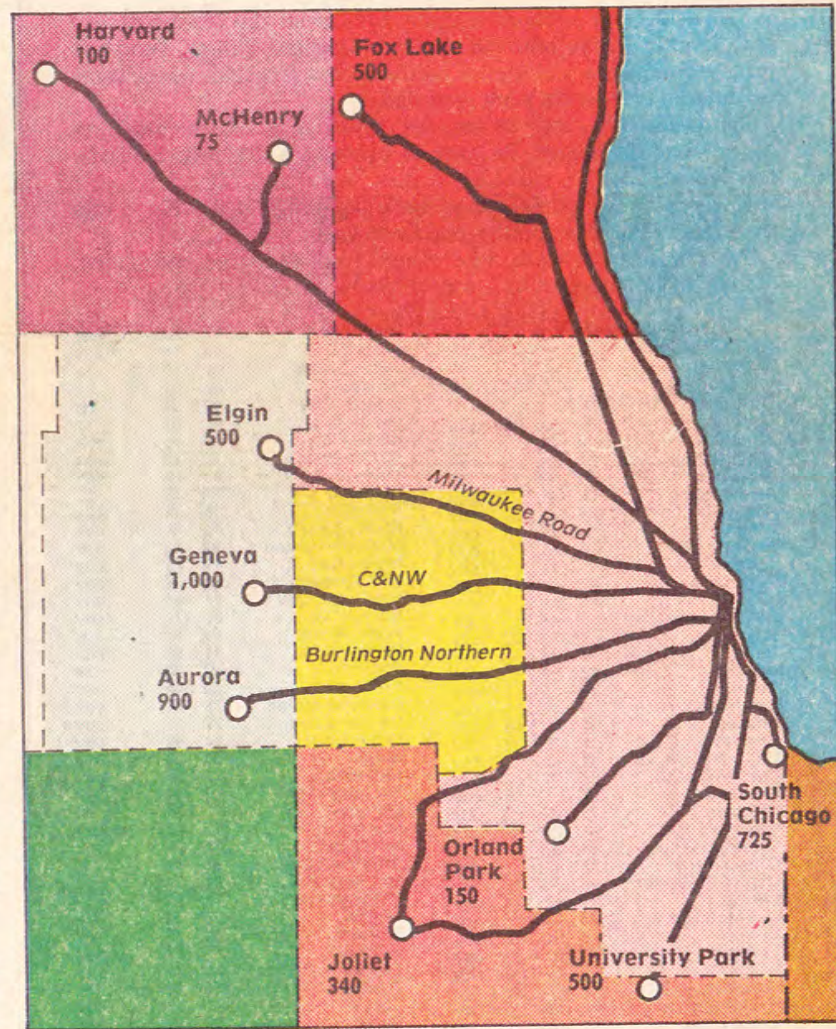 Harvard
100
Fox Lake
500
McHenry
75
Elgin
500
Milwaukee Road
Geneva
1,000
C&NW
Burlington Northern
Aurora
900
South
Chicago
725
Orland
Park
150
Joliet
340
University Park
500